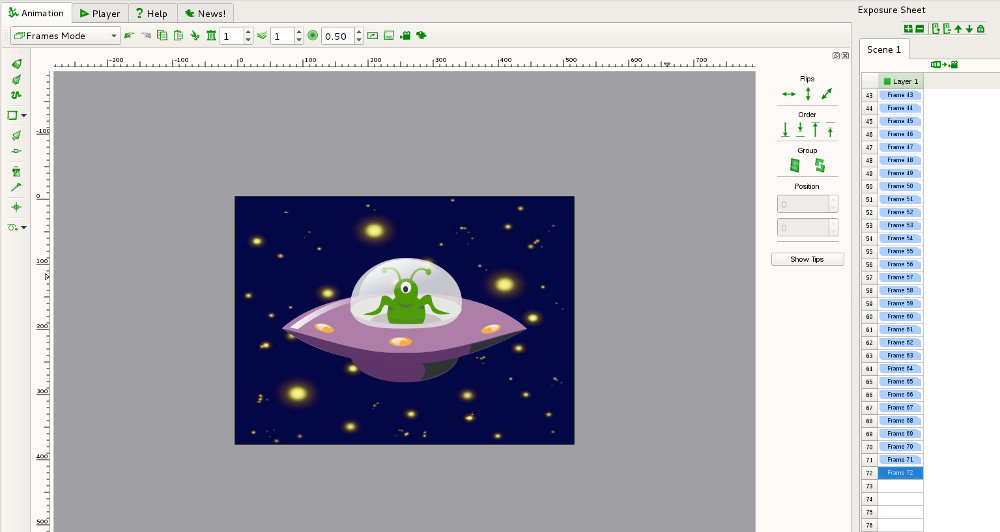 Animation Player Help News!
Exposure Sheet
Frames Mode 1 1 0.50
Scene 1
Layer 1
-200 -100 0 100 200 300 400 500 600 700
Flips
Order
Group
Position
0
0
Show Tips
-100
0
100
200
300
400
500
43 Frame 43
44 Frame 44
45 Frame 45
46 Frame 46
47 Frame 47
48 Frame 48
49 Frame 49
50 Frame 50
51 Frame 51
52 Frame 52
53 Frame 53
54 Frame 54
55 Frame 55
56 Frame 56
57 Frame 57
58 Frame 58
59 Frame 59
60 Frame 60
61 Frame 61
62 Frame 62
63 Frame 63
64 Frame 64
65 Frame 65
66 Frame 66
67 Frame 67
68 Frame 68
69 Frame 69
70 Frame 70
71 Frame 71
72 Frame 72
73
74
75
76